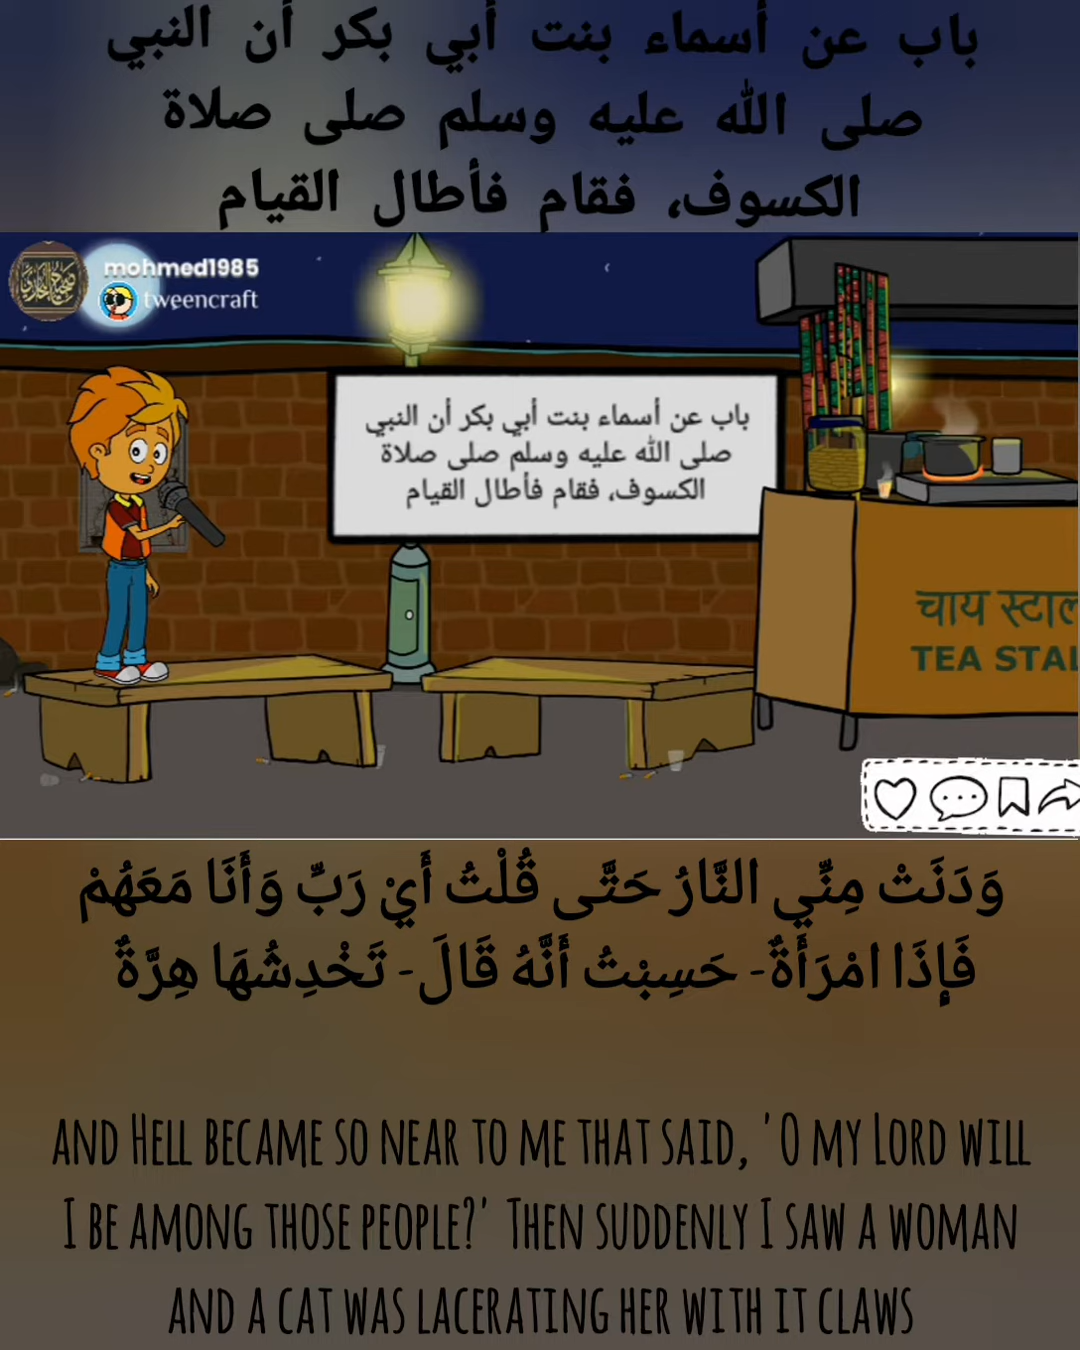 باب عن أسماء بنت أبي بكر أن النبي
صلى الله عليه وسلم صلى صلاة
الكسوف، فقام فأطال القيام
صحيح البخاري
mohmed1985
tweencraft
باب عن أسماء بنت أبي بكر أن النبي
صلى الله عليه وسلم صلى صلاة
الكسوف، فقام فأطال القيام
चाय स्टाल
TEA STAL
وَدَنَتْ مِنِّي النَّارُ حَتَّى قُلْتُ أَيْ رَبِّ وَأَنَا مَعَهُمْ
فَإِذَا امْرَأَةٌ- حَسِبْتُ أَنَّهُ قَالَ- تَخْدِشُهَا هِرَّةٌ
AND HELL BECAME SO NEAR TO ME THAT SAID, 'O MY LORD WILL
I BE AMONG THOSE PEOPLE?' THEN SUDDENLY I SAW A WOMAN
AND A CAT WAS LACERATING HER WITH IT CLAWS